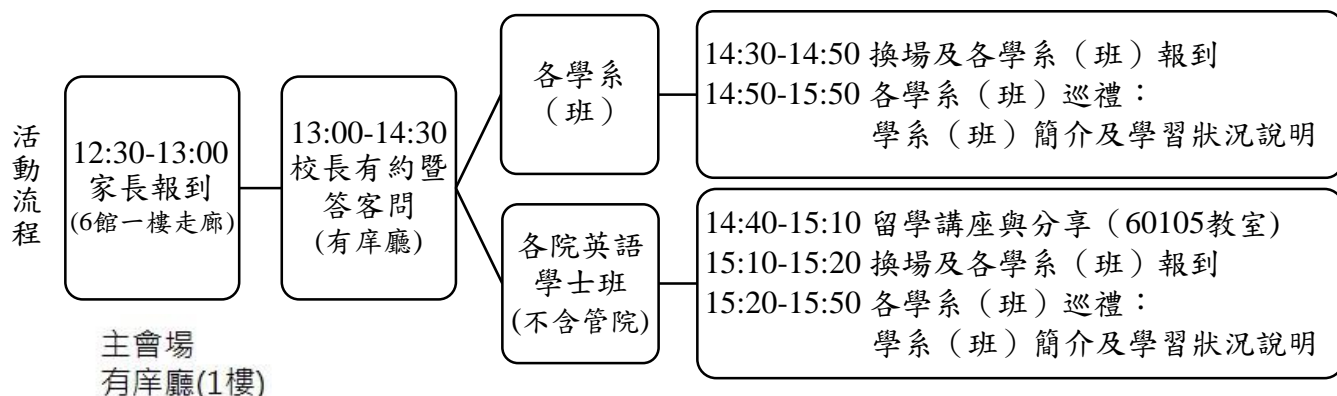 活動流程
12:30-13:00
家長報到
(6館一樓走廊)
13:00-14:30
校長有約暨
答客問
(有庠廳)
各學系
（班）
14:30-14:50 換場及各學系（班）報到
14:50-15:50 各學系（班）巡禮：
學系（班）簡介及學習狀況說明
各院英語
學士班
(不含管院)
14:40-15:10 留學講座與分享（60105教室)
15:10-15:20 換場及各學系（班）報到
15:20-15:50 各學系（班）巡禮：
學系（班）簡介及學習狀況說明
主會場
有庠廳(1樓)